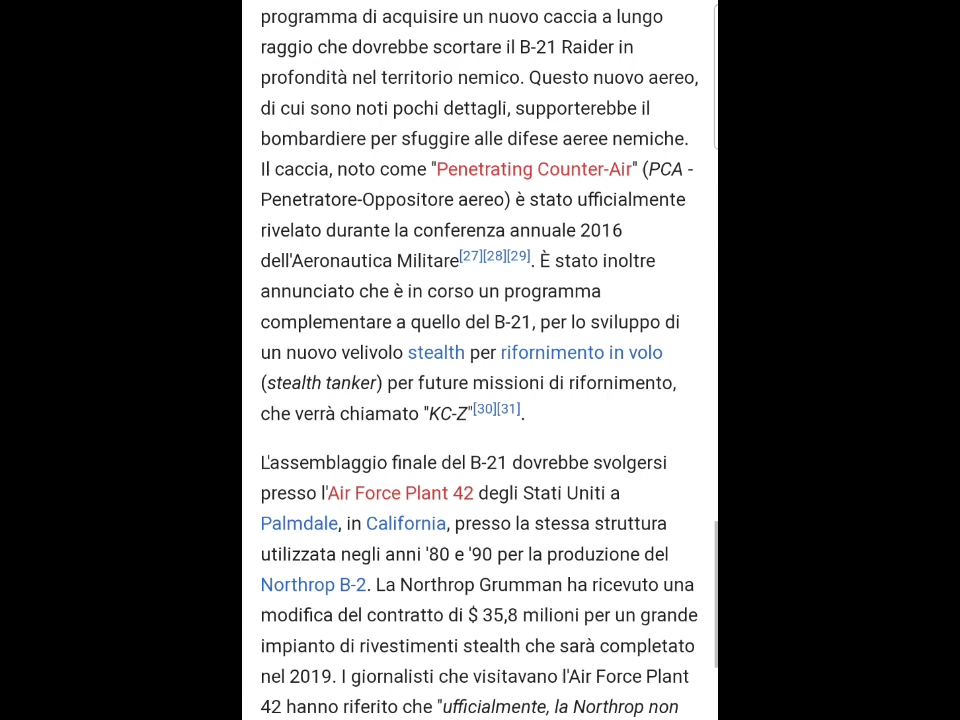 programma di acquisire un nuovo caccia a lungo
raggio che dovrebbe scortare il B-21 Raider in
profondità nel territorio nemico. Questo nuovo aereo,
di cui sono noti pochi dettagli, supporterebbe il
bombardiere per sfuggire alle difese aeree nemiche.
Il caccia, noto come "Penetrating Counter-Air" (PCA -
Penetratore-Oppositore aereo) è stato ufficialmente
rivelato durante la conferenza annuale 2016
dell'Aeronautica Militare[27][28][29]. È stato inoltre
annunciato che è in corso un programma
complementare a quello del B-21, per lo sviluppo di
un nuovo velivolo stealth per rifornimento in volo
(stealth tanker) per future missioni di rifornimento,
che verrà chiamato "KC-Z"[30][31].
L'assemblaggio finale del B-21 dovrebbe svolgersi
presso l'Air Force Plant 42 degli Stati Uniti a
Palmdale, in California, presso la stessa struttura
utilizzata negli anni '80 e '90 per la produzione del
Northrop B-2. La Northrop Grumman ha ricevuto una
modifica del contratto di $ 35,8 milioni per un grande
impianto di rivestimenti stealth che sarà completato
nel 2019. I giornalisti che visitavano l'Air Force Plant
42 hanno riferito che "ufficialmente, la Northrop non